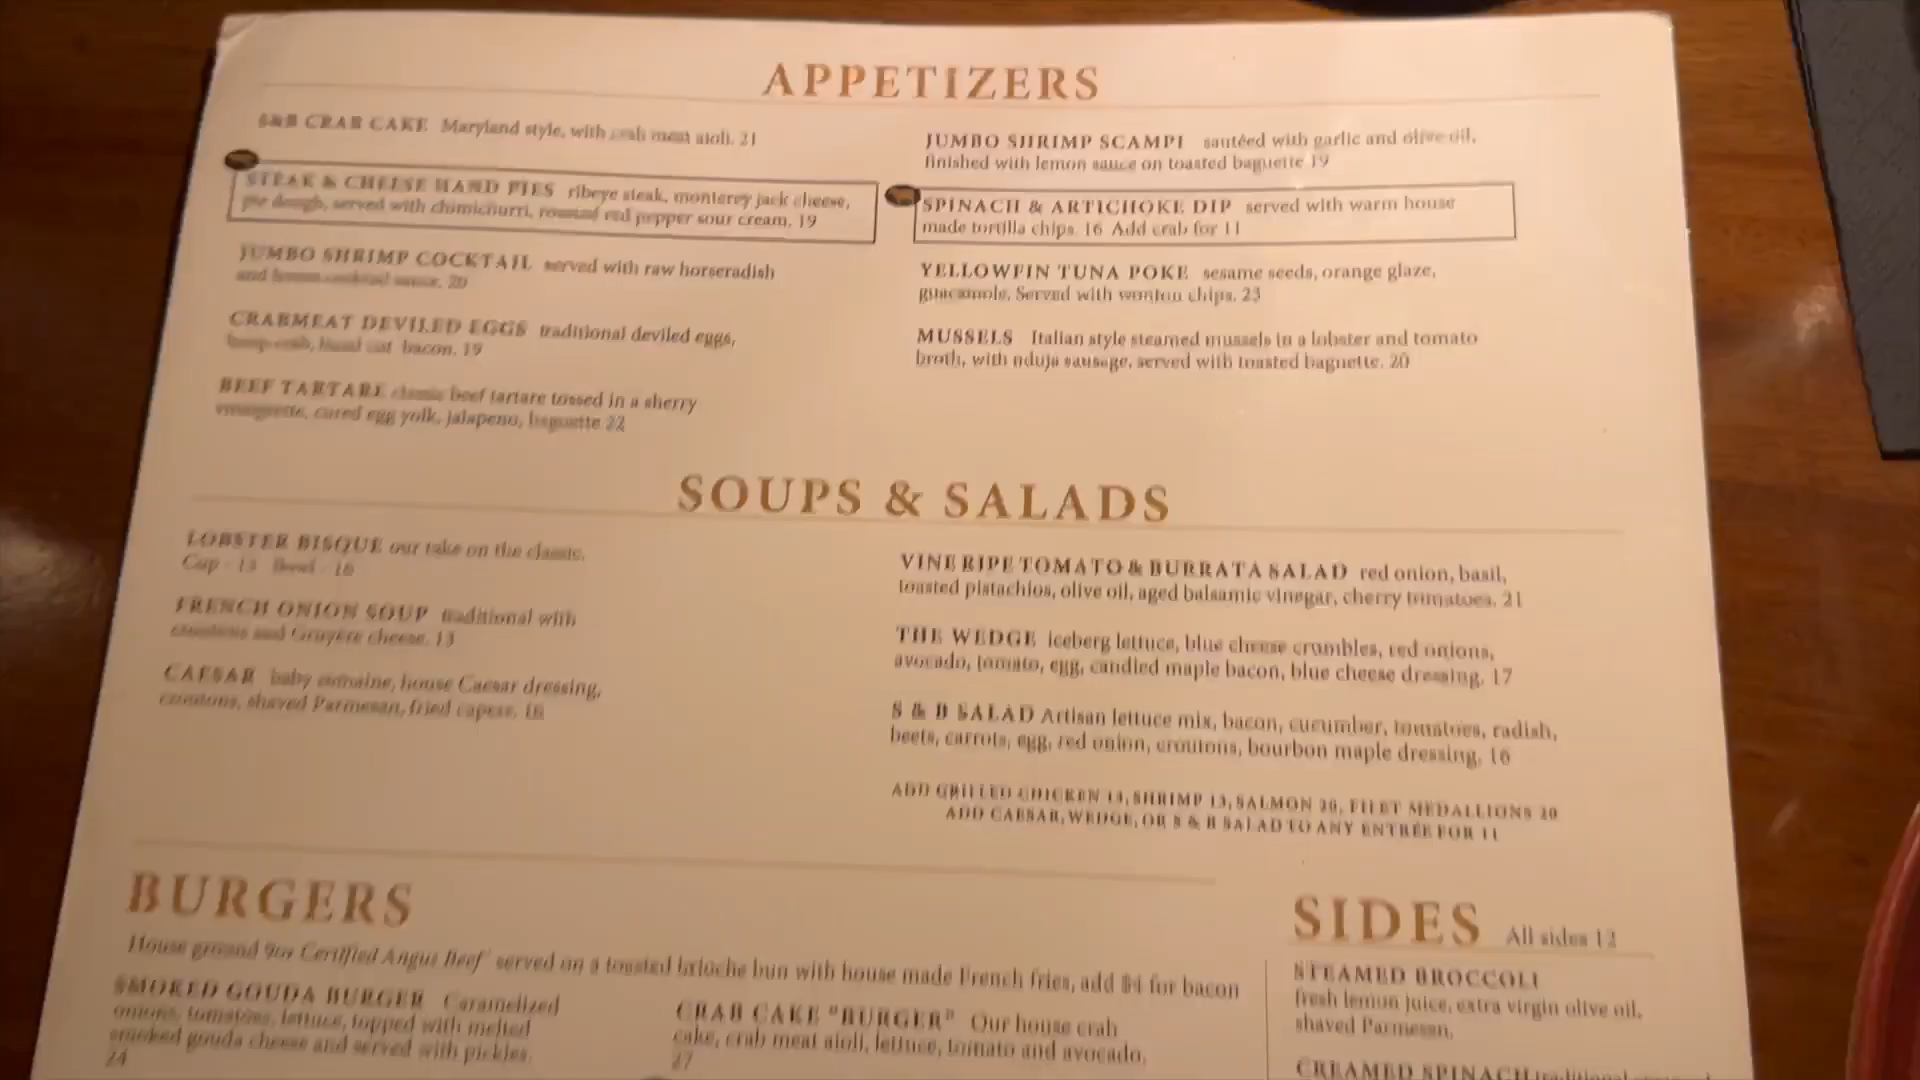 APPETIZERS
S&B CRAB CAKE Maryland style, with crab meat aioli. 21
STEAK & CHEESE HAND PIES ribeye steak, monterey jack cheese,
pie dough, served with chimichurri, roasted red pepper sour cream. 19
JUMBO SHRIMP COCKTAIL served with raw horseradish
and lemon cocktail sauce. 20
CRABMEAT DEVILED EGGS traditional deviled eggs,
lump crab, hand cut bacon. 19
BEEF TARTARE classic beef tartare tossed in a sherry
vinaigrette, cured egg yolk, jalapeno, baguette 22
JUMBO SHRIMP SCAMPI sautéed with garlic and olive oil,
finished with lemon sauce on toasted baguette 19
SPINACH & ARTICHOKE DIP served with warm house
made tortilla chips. 16 Add crab for 11
YELLOWFIN TUNA POKE sesame seeds, orange glaze,
guacamole. Served with wonton chips. 23
MUSSELS Italian style steamed mussels in a lobster and tomato
broth, with nduja sausage, served with toasted baguette. 20
SOUPS & SALADS
LOBSTER BISQUE our take on the classic.
Cup - 13 Bowl - 16
FRENCH ONION SOUP traditional with
croutons and Gruyere cheese. 13
CAESAR baby romaine, house Caesar dressing,
croutons, shaved Parmesan, fried capers. 16
VINE RIPE TOMATO & BURRATA SALAD red onion, basil,
toasted pistachios, olive oil, aged balsamic vinegar, cherry tomatoes. 21
THE WEDGE iceberg lettuce, blue cheese crumbles, red onions,
avocado, tomato, egg, candied maple bacon, blue cheese dressing. 17
S & B SALAD Artisan lettuce mix, bacon, cucumber, tomatoes, radish,
beets, carrots, egg, red onion, croutons, bourbon maple dressing. 16
ADD GRILLED CHICKEN 13, SHRIMP 13, SALMON 20, FILET MEDALLIONS 20
ADD CAESAR, WEDGE, OR S & B SALAD TO ANY ENTRÉE FOR 11
BURGERS
House ground 9oz Certified Angus Beef served on a toasted brioche bun with house made French fries, add $4 for bacon
SMOKED GOUDA BURGER Caramelized
onions, tomatoes, lettuce, topped with melted
smoked gouda cheese and served with pickles.
24
CRAB CAKE "BURGER" Our house crab
cake, crab meat aioli, lettuce, tomato and avocado.
27
SIDES All sides 12
STEAMED BROCCOLI
fresh lemon juice, extra virgin olive oil,
shaved Parmesan.
CREAMED SPINACH traditional